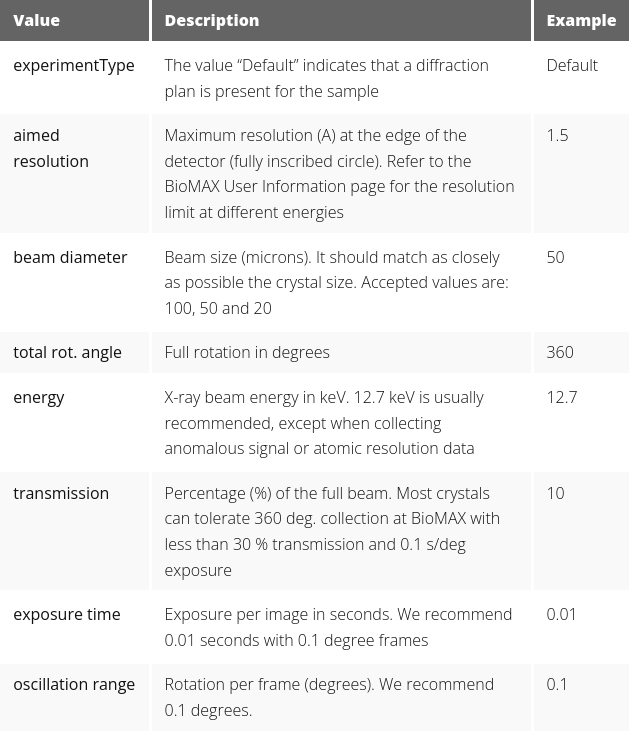 Value Description Example
experimentType The value “Default” indicates that a diffraction Default
plan is present for the sample
aimed Maximum resolution (A) at the edge of the 1.5
resolution detector (fully inscribed circle). Refer to the
BioMAX User Information page for the resolution
limit at different energies
beam diameter Beam size (microns). It should match as closely 50
as possible the crystal size. Accepted values are:
100, 50 and 20
total rot. angle Full rotation in degrees 360
energy X-ray beam energy in keV. 12.7 keV is usually 12.7
recommended, except when collecting
anomalous signal or atomic resolution data
transmission Percentage (%) of the full beam. Most crystals 10
can tolerate 360 deg. collection at BioMAX with
less than 30 % transmission and 0.1 s/deg
exposure
exposure time Exposure per image in seconds. We recommend 0.01
0.01 seconds with 0.1 degree frames
oscillation range Rotation per frame (degrees). We recommend 0.1
0.1 degrees.